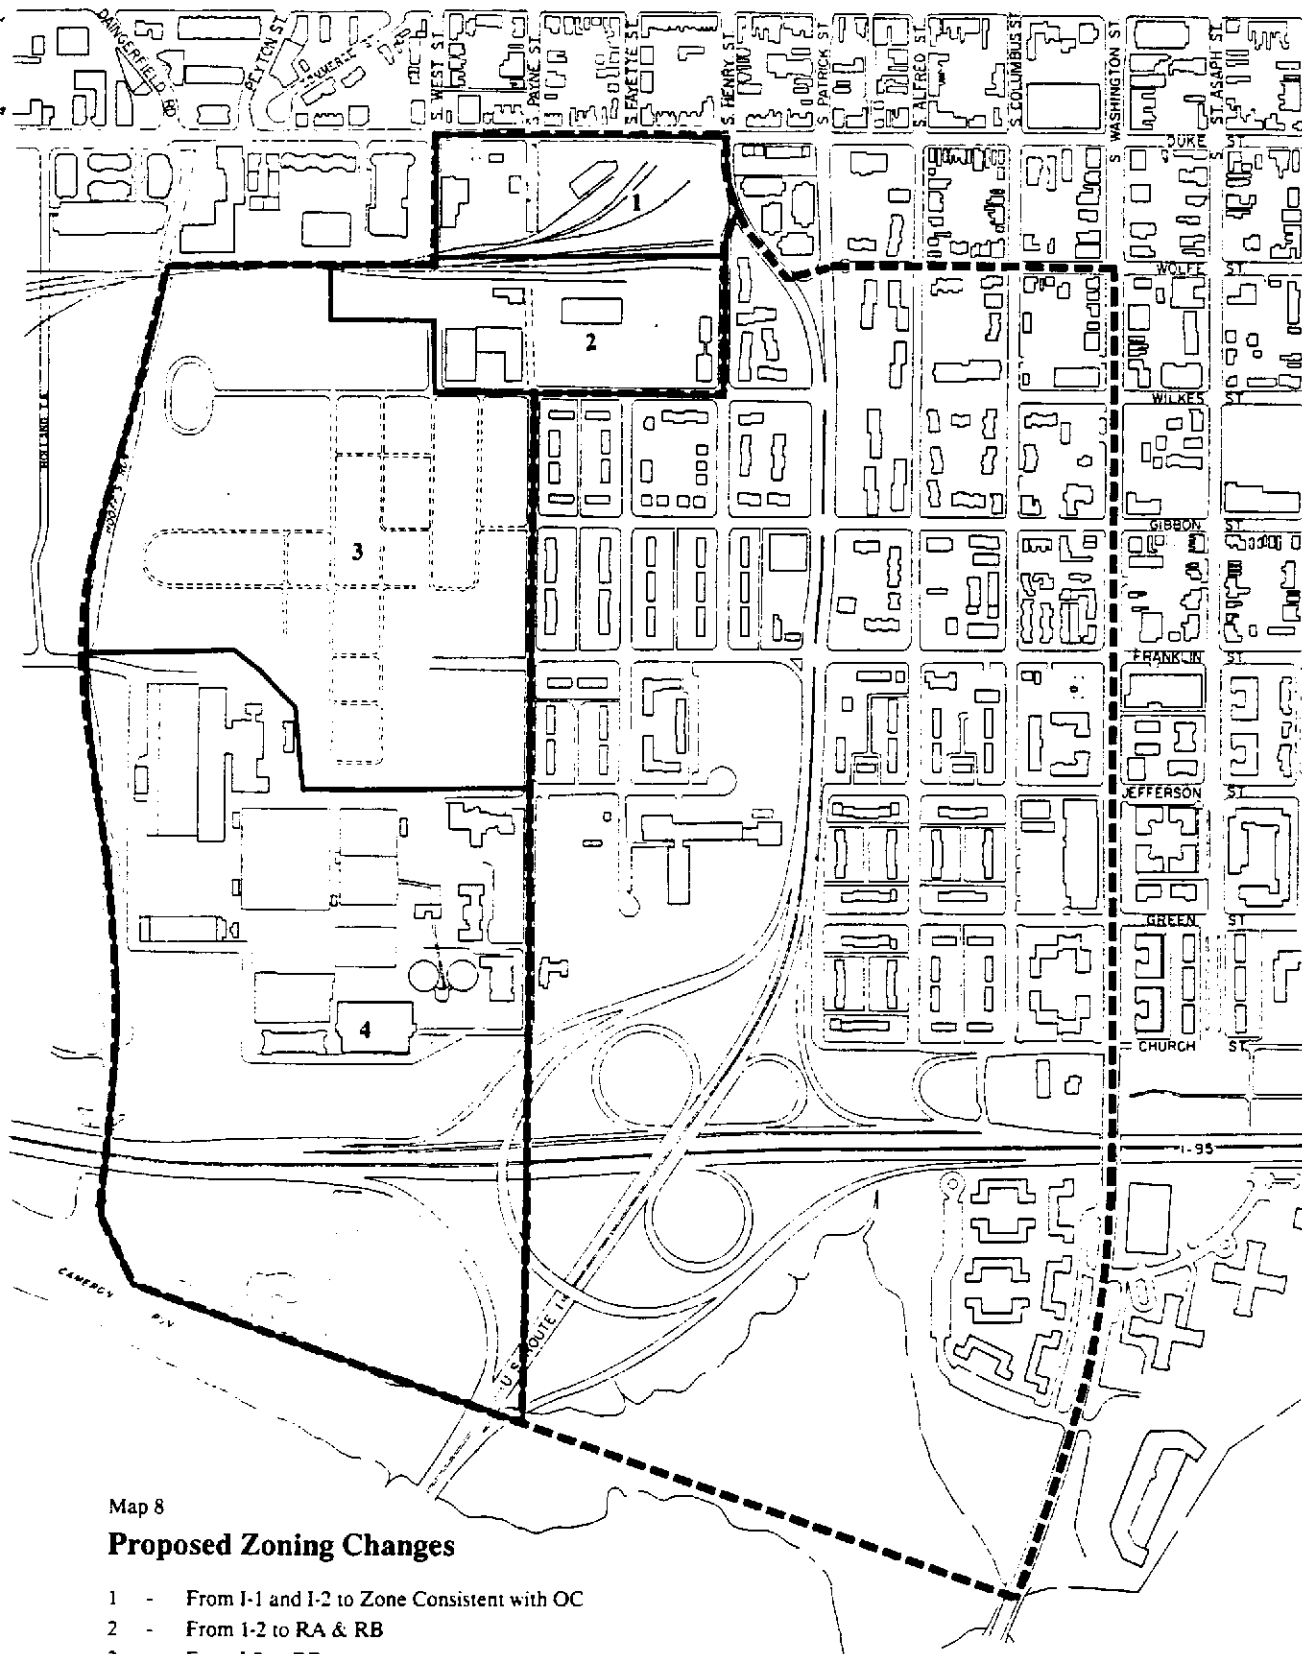 DAINGERFIELD RD
PEYTON ST.
S. WEST ST.
S. PAYNE ST.
S. FAYETTE ST.
S. HENRY ST
S. PATRICK ST
S. ALFRED ST.
S. COLUMBUS ST.
S WASHINGTON ST.
S ST. ASAPH ST.
DUKE ST.
1
WOLFE ST.
2
WILKES ST.
GIBBON ST.
3
FRANKLIN ST.
JEFFERSON ST.
GREEN ST
4
CHURCH ST.
I-95
CAMERON
U S ROUTE 1
Map 8
Proposed Zoning Changes
1 - From I-1 and I-2 to Zone Consistent with OC
2 - From 1-2 to RA & RB